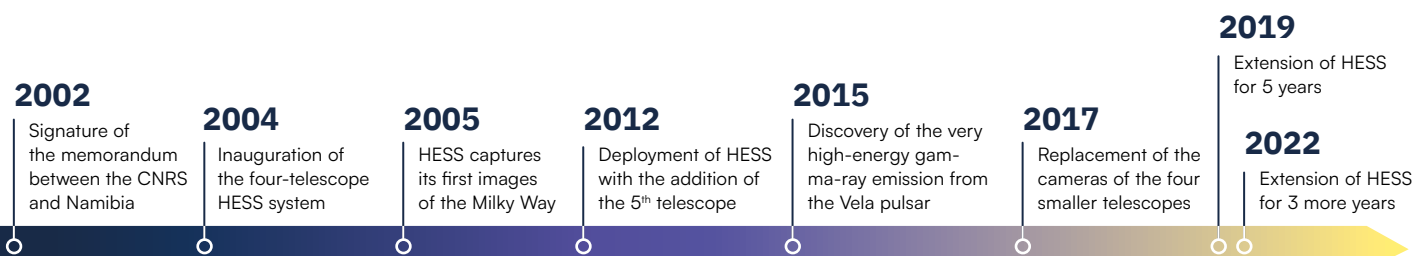 2002
Signature of
the memorandum
between the CNRS
and Namibia
2004
Inauguration of
the four-telescope
HESS system
2005
HESS captures
its first images
of the Milky Way
2012
Deployment of HESS
with the addition of
the 5th telescope
2015
Discovery of the very
high-energy gam-
ma-ray emission from
the Vela pulsar
2017
Replacement of the
cameras of the four
smaller telescopes
2019
Extension of HESS
for 5 years
2022
Extension of HESS
for 3 more years